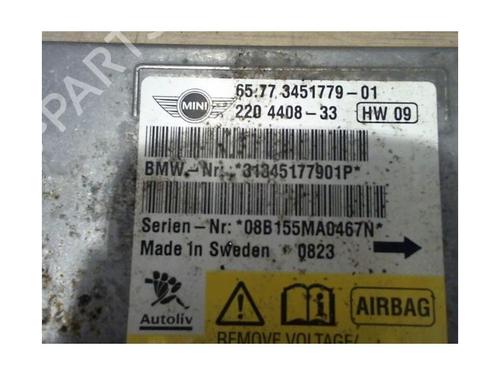 MINI
65.77 3451779-01
220 4408-33
HW 09
BMW.-Nr: *31345177901P*
Serien-Nr: *08B155MA0467N*
Made In Sweden 0823
Autoliv
AIRBAG
REMOVE VOLTAGE/